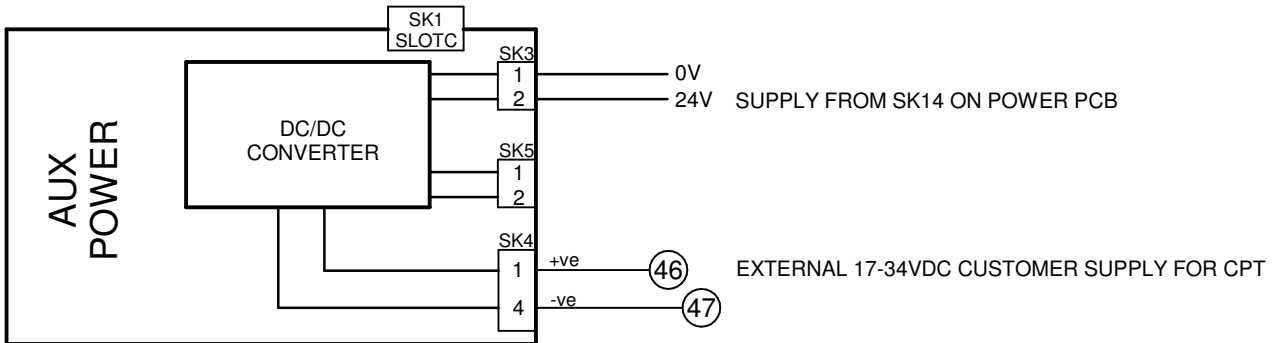 SK1
SLOTC
SK3
1
0V
2
24V SUPPLY FROM SK14 ON POWER PCB
DC/DC
CONVERTER
AUX
POWER
SK5
1
2
SK4
1 +ve 46 EXTERNAL 17-34VDC CUSTOMER SUPPLY FOR CPT
4 -ve 47